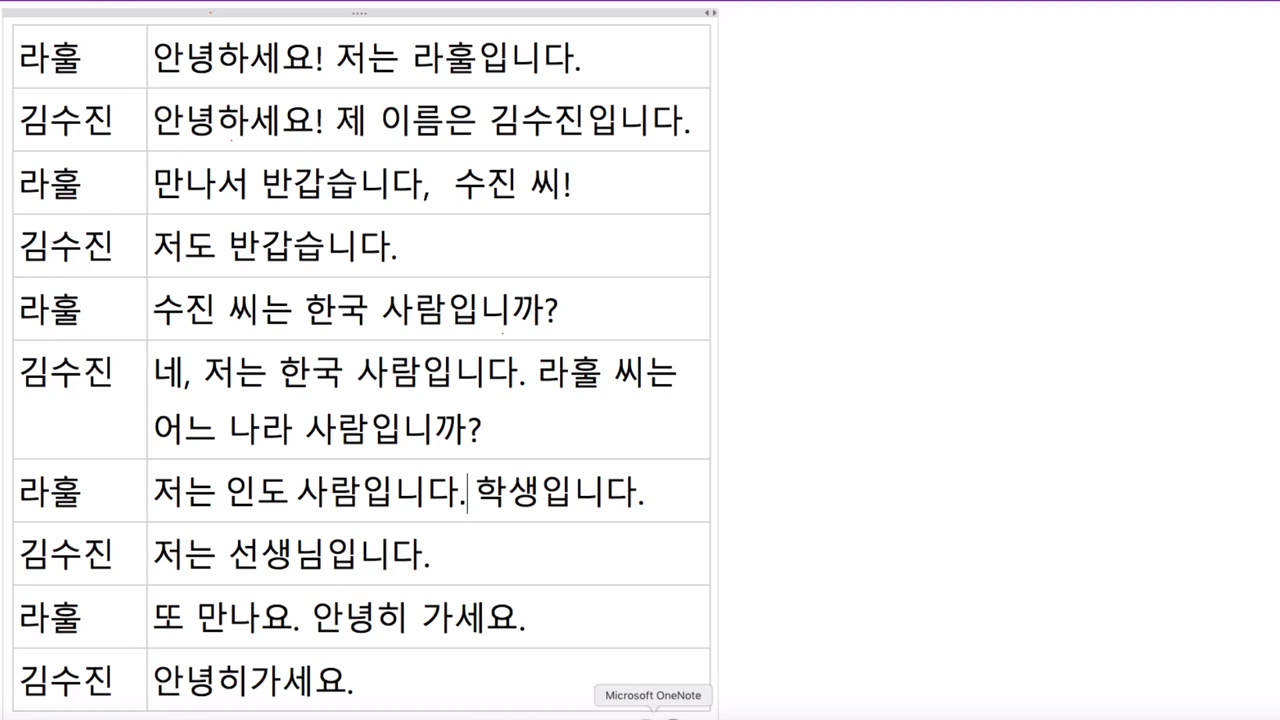 라훌 안녕하세요! 저는 라훌입니다.
김수진 안녕하세요! 제 이름은 김수진입니다.
라훌 만나서 반갑습니다, 수진 씨!
김수진 저도 반갑습니다.
라훌 수진 씨는 한국 사람입니까?
김수진 네, 저는 한국 사람입니다. 라훌 씨는
어느 나라 사람입니까?
라훌 저는 인도 사람입니다. 학생입니다.
김수진 저는 선생님입니다.
라훌 또 만나요. 안녕히 가세요.
김수진 안녕히가세요.
Microsoft OneNote